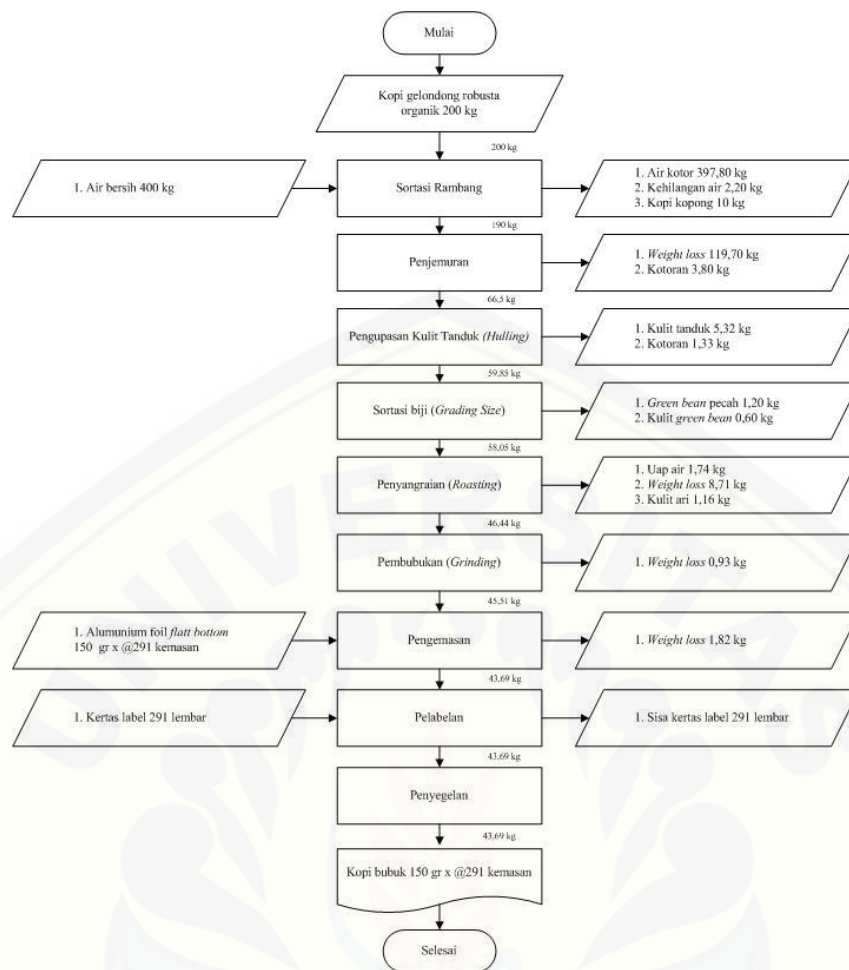 Mulai
Kopi gelondong robusta
organik 200 kg
200 kg
1. Air bersih 400 kg
Sortasi Rambang
1. Air kotor 397,80 kg
2. Kehilangan air 2,20 kg
3. Kopi kopong 10 kg
190 kg
Penjemuran
1. Weight loss 119,70 kg
2. Kotoran 3,80 kg
66,5 kg
Pengupasan Kulit Tanduk (Hulling)
1. Kulit tanduk 5,32 kg
2. Kotoran 1,33 kg
59,85 kg
Sortasi biji (Grading Size)
1. Green bean pecah 1,20 kg
2. Kulit green bean 0,60 kg
58,05 kg
Penyangraian (Roasting)
1. Uap air 1,74 kg
2. Weight loss 8,71 kg
3. Kulit ari 1,16 kg
46,44 kg
Pembubukan (Grinding)
1. Weight loss 0,93 kg
45,51 kg
1. Alumunium foil flatt bottom
150 gr x @291 kemasan
Pengemasan
1. Weight loss 1,82 kg
43,69 kg
1. Kertas label 291 lembar
Pelabelan
1. Sisa kertas label 291 lembar
43,69 kg
Penyegelan
43,69 kg
Kopi bubuk 150 gr x @291 kemasan
Selesai
UNIVERSITAS